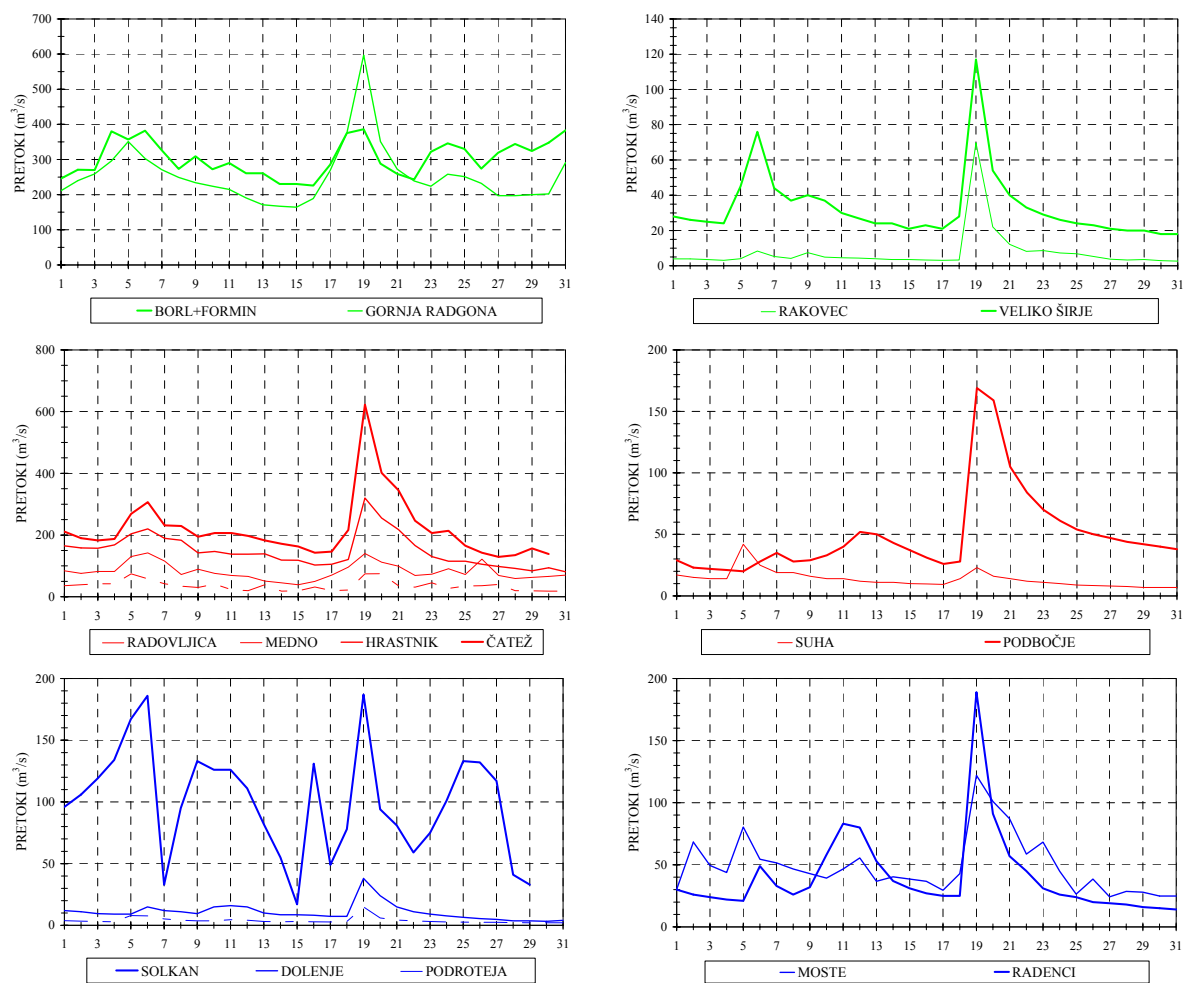 PRETOKI (m³/s)
700
600
500
400
300
200
100
0
1 3 5 7 9 11 13 15 17 19 21 23 25 27 29 31
BORL+FORMIN GORNJA RADGONA
PRETOKI (m³/s)
140
120
100
80
60
40
20
0
1 3 5 7 9 11 13 15 17 19 21 23 25 27 29 31
RAKOVEC VELIKO ŠIRJE
PRETOKI (m³/s)
800
600
400
200
0
1 3 5 7 9 11 13 15 17 19 21 23 25 27 29 31
RADOVLJICA MEDNO HRASTNIK ČATEŽ
PRETOKI (m³/s)
200
150
100
50
0
1 3 5 7 9 11 13 15 17 19 21 23 25 27 29 31
SUHA PODBOČJE
PRETOKI (m³/s)
200
150
100
50
0
1 3 5 7 9 11 13 15 17 19 21 23 25 27 29 31
SOLKAN DOLENJE PODROTEJA
PRETOKI (m³/s)
200
150
100
50
0
1 3 5 7 9 11 13 15 17 19 21 23 25 27 29 31
MOSTE RADENCI